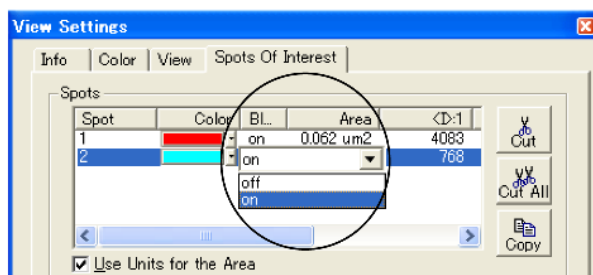 View Settings
Info Color View Spots Of Interest
Spots
Spot Color Bl... Area <D:1
1 on 0.062 um2 4083
2 on 768
off
on
Cut
Cut All
Copy
Use Units for the Area